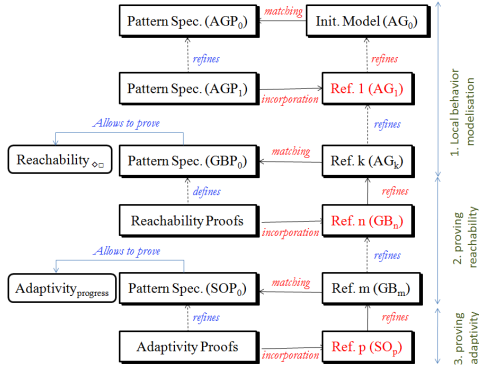 Pattern Spec. (AGP0) matching Init. Model (AG0)
refines refines
Pattern Spec. (AGP1) incorporation Ref. 1 (AG1)
Allows to prove refines
Reachability ◇□ Pattern Spec. (GBP0) matching Ref. k (AGk)
defines refines
Reachability Proofs incorporation Ref. n (GBn)
Allows to prove refines
Adaptivityprogress Pattern Spec. (SOP0) matching Ref. m (GBm)
refines refines
Adaptivity Proofs incorporation Ref. p (SOp)
1. Local behavior
modelisation
2. proving
reachability
3. proving
adaptivity